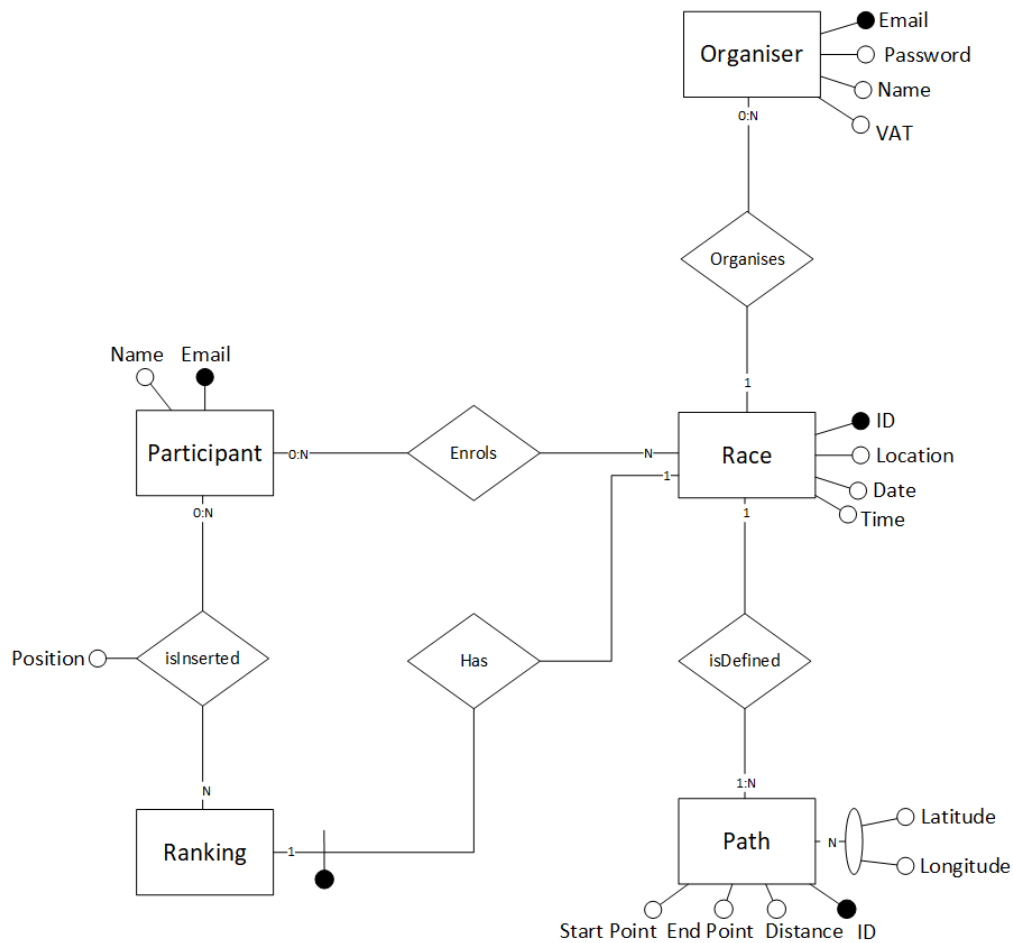 Email
Organiser
Password
Name
VAT
0:N
Organises
1
Name Email
Participant
0:N
Enrols
N
Race
1
ID
Location
Date
Time
0:N
1
Position
isInserted
Has
isDefined
N
1:N
Ranking
1
Path
N
Latitude
Longitude
Start Point End Point Distance ID